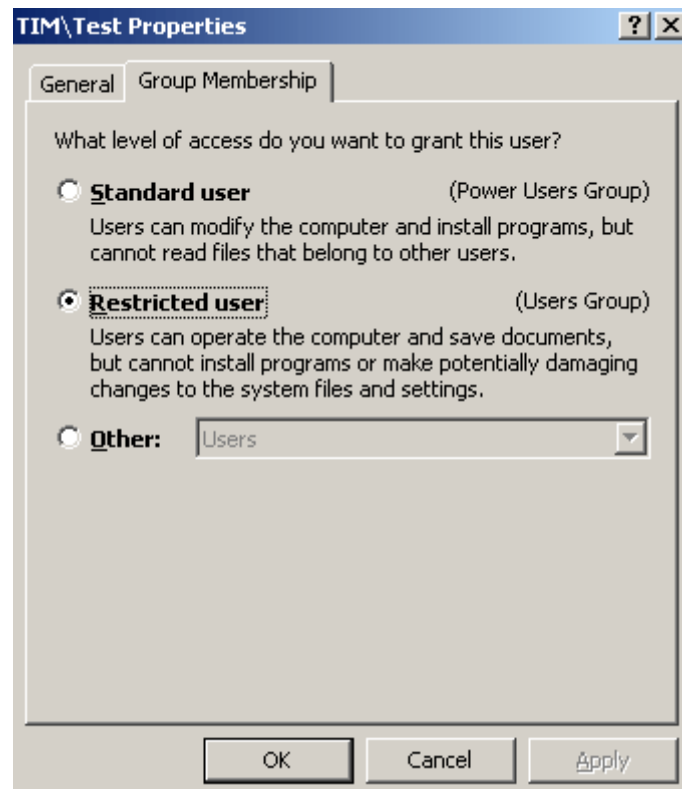 TIM\Test Properties
General Group Membership
What level of access do you want to grant this user?
Standard user (Power Users Group)
Users can modify the computer and install programs, but
cannot read files that belong to other users.
Restricted user (Users Group)
Users can operate the computer and save documents,
but cannot install programs or make potentially damaging
changes to the system files and settings.
Other: Users
OK Cancel Apply